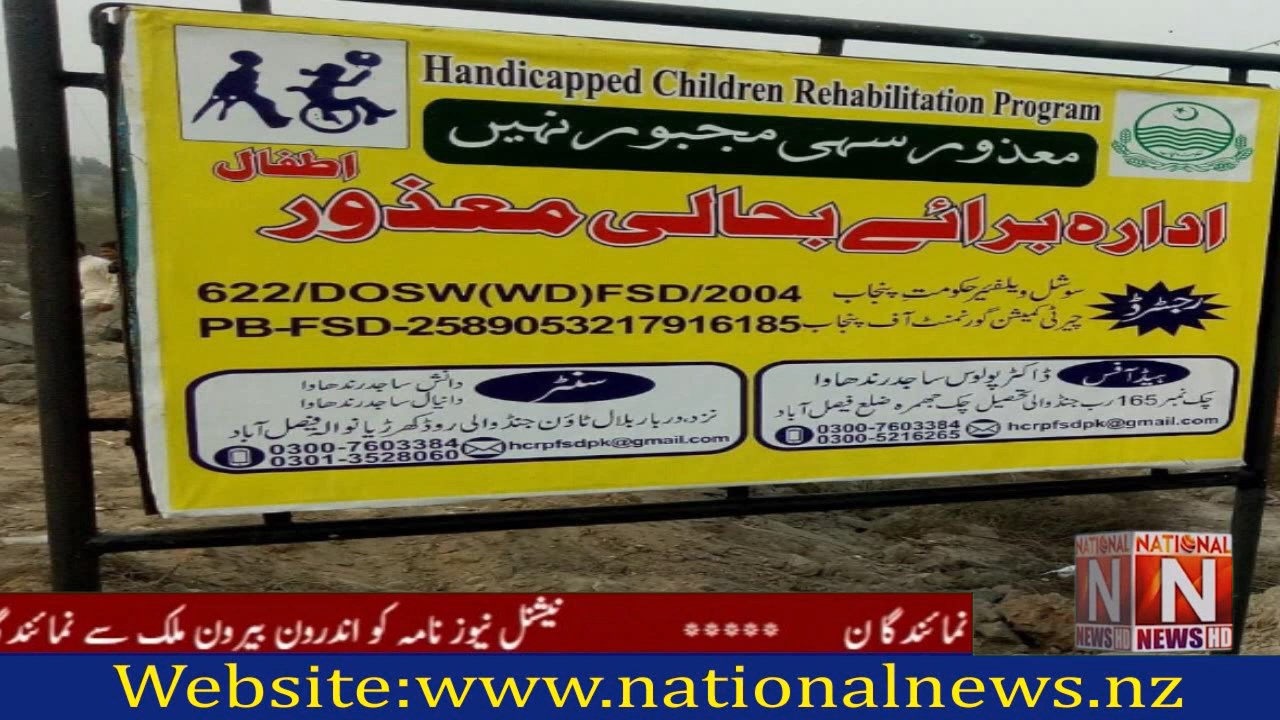 Handicapped Children Rehabilitation Program
معذور سہی مجبور نہیں
ادارہ برائے بحالی معذور اطفال
رجسٹرڈ
سوشل ویلفیئر حکومتِ پنجاب 622/DOSW(WD)FSD/2004
چیرٹی کمیشن گورنمنٹ آف پنجاب PB-FSD-25890532179 16185
ہیڈ آفس ڈاکٹر پولوس ساجد رندھاوا
چک نمبر 165 رب جنڈوالی تحصیل چک جھمرہ ضلع فیصل آباد
0300-7603384
0300-5216265
hcrpfsdpk@gmail.com
سنٹر دانش ساجد رندھاوا
دانیال ساجد رندھاوا
نزد دربار بلال ٹاؤن جنڈوالی روڈ کھرڑیانوالہ فیصل آباد
0300-7603384
0301-3528060
hcrpfsdpk@gmail.com
NATIONAL
N
NEWS HD
NATIONAL
N
NEWS HD
نمائندگان ***** نیشنل نیوز نامہ کو اندرون بیرون ملک سے
Website:www.nationalnews.nz